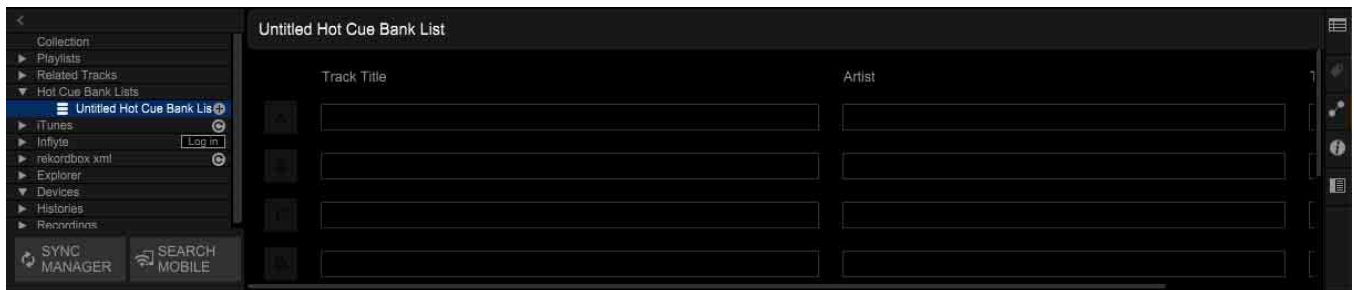 Collection
Playlists
Related Tracks
Hot Cue Bank Lists
Untitled Hot Cue Bank Lis
iTunes
Inflyte Log in
rekordbox xml
Explorer
Devices
Histories
Recordings
SYNC MANAGER
SEARCH MOBILE
Untitled Hot Cue Bank List
Track Title Artist
A
B
C
D